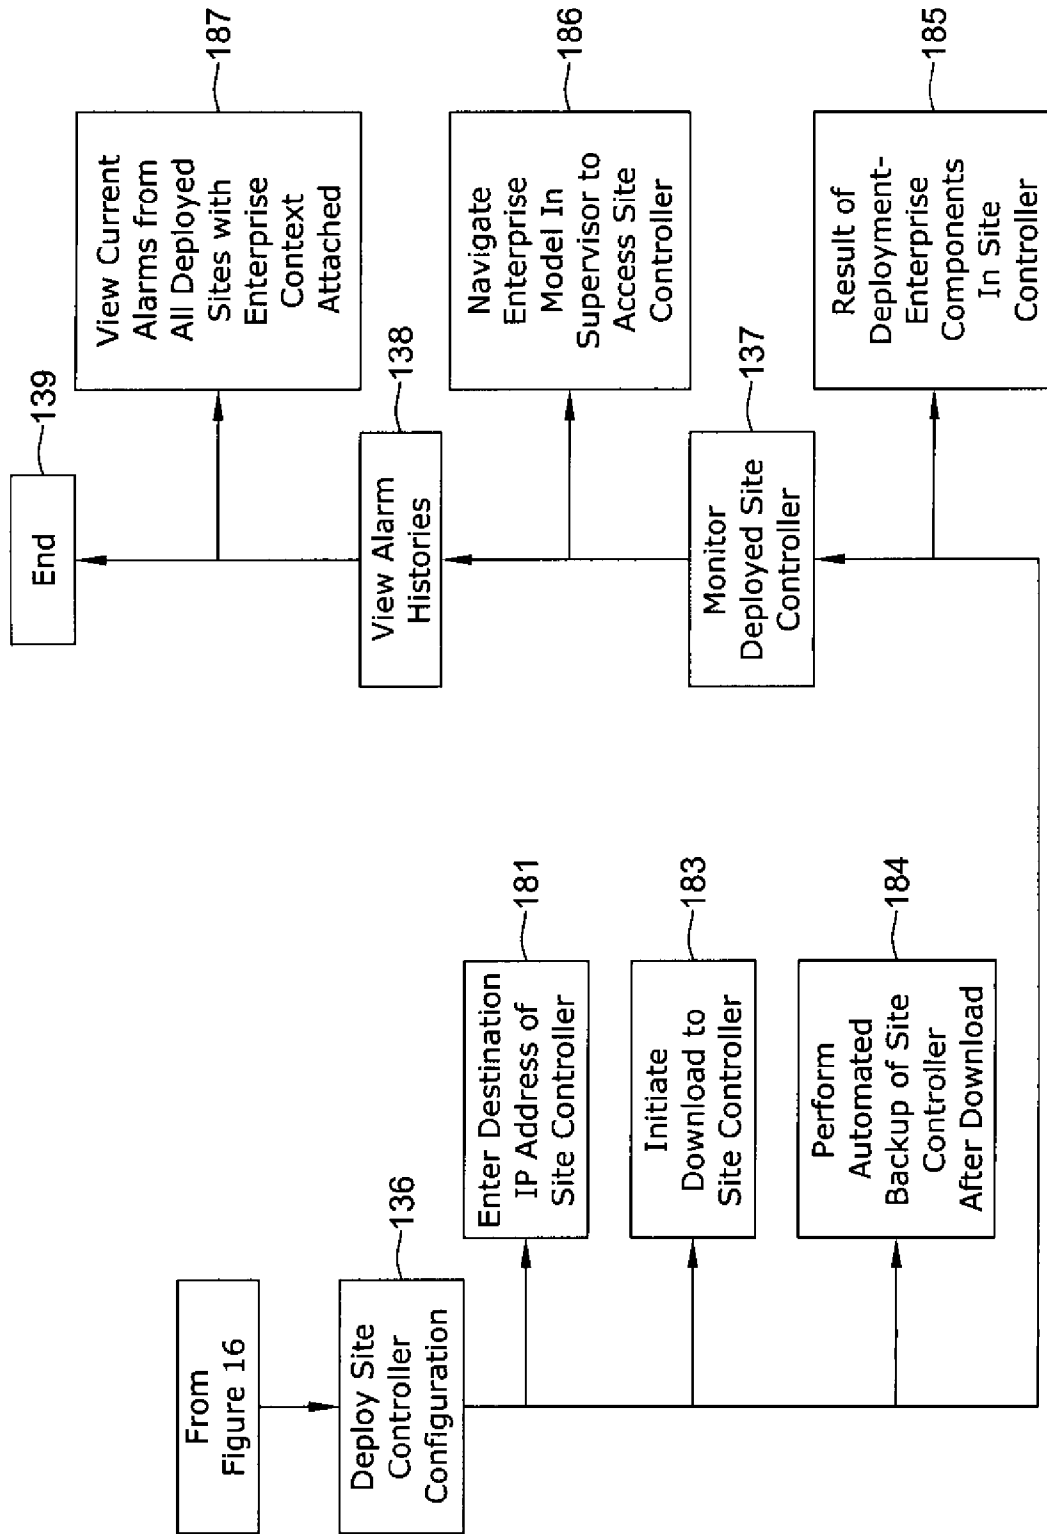 From
Figure 16
Deploy Site
Controller
Configuration
136
Enter Destination
IP Address of
Site Controller
181
Initiate
Download to
Site Controller
183
Perform
Automated
Backup of Site
Controller
After Download
184
Result of
Deployment-
Enterprise
Components
In Site
Controller
185
Monitor
Deployed Site
Controller
137
Navigate
Enterprise
Model In
Supervisor to
Access Site
Controller
186
View Alarm
Histories
138
View Current
Alarms from
All Deployed
Sites with
Enterprise
Context
Attached
187
End
139